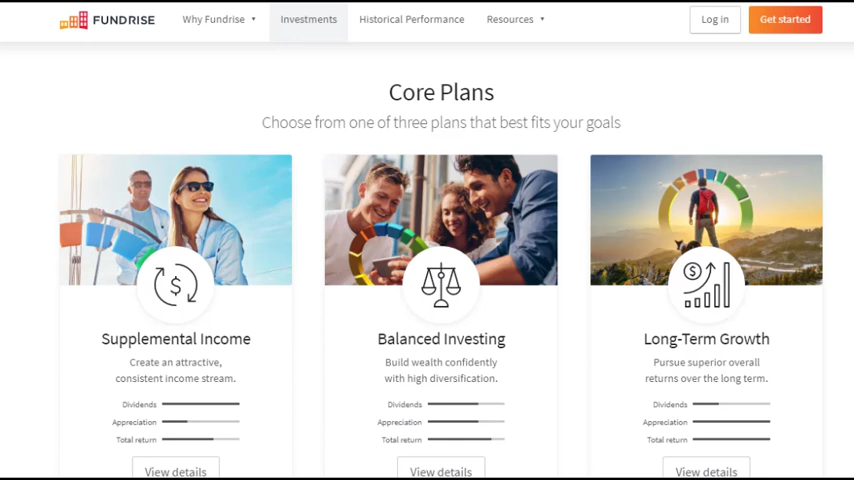 FUNDRISE
Why Fundrise
Investments
Historical Performance
Resources
Log in
Get started
Core Plans
Choose from one of three plans that best fits your goals
Supplemental Income
Create an attractive,
consistent income stream.
Dividends
Appreciation
Total return
View details
Balanced Investing
Build wealth confidently
with high diversification.
Dividends
Appreciation
Total return
View details
Long-Term Growth
Pursue superior overall
returns over the long term.
Dividends
Appreciation
Total return
View details